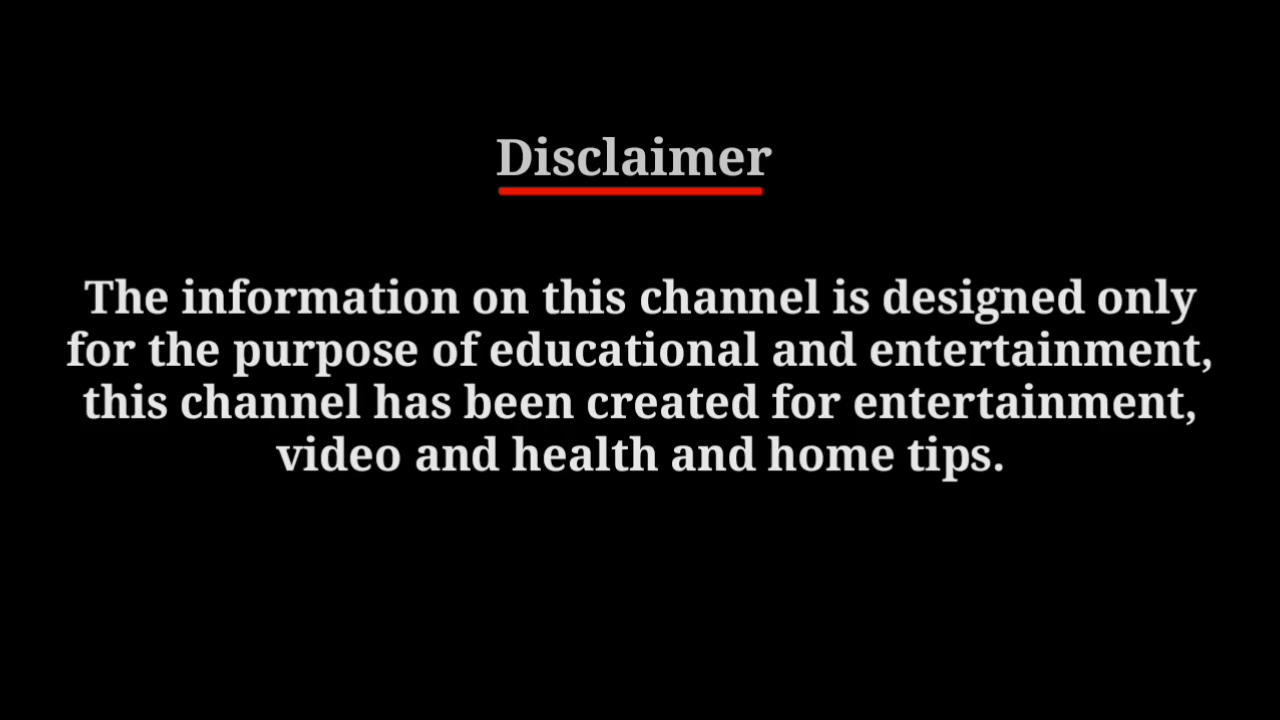 Disclaimer
The information on this channel is designed only
for the purpose of educational and entertainment,
this channel has been created for entertainment,
video and health and home tips.